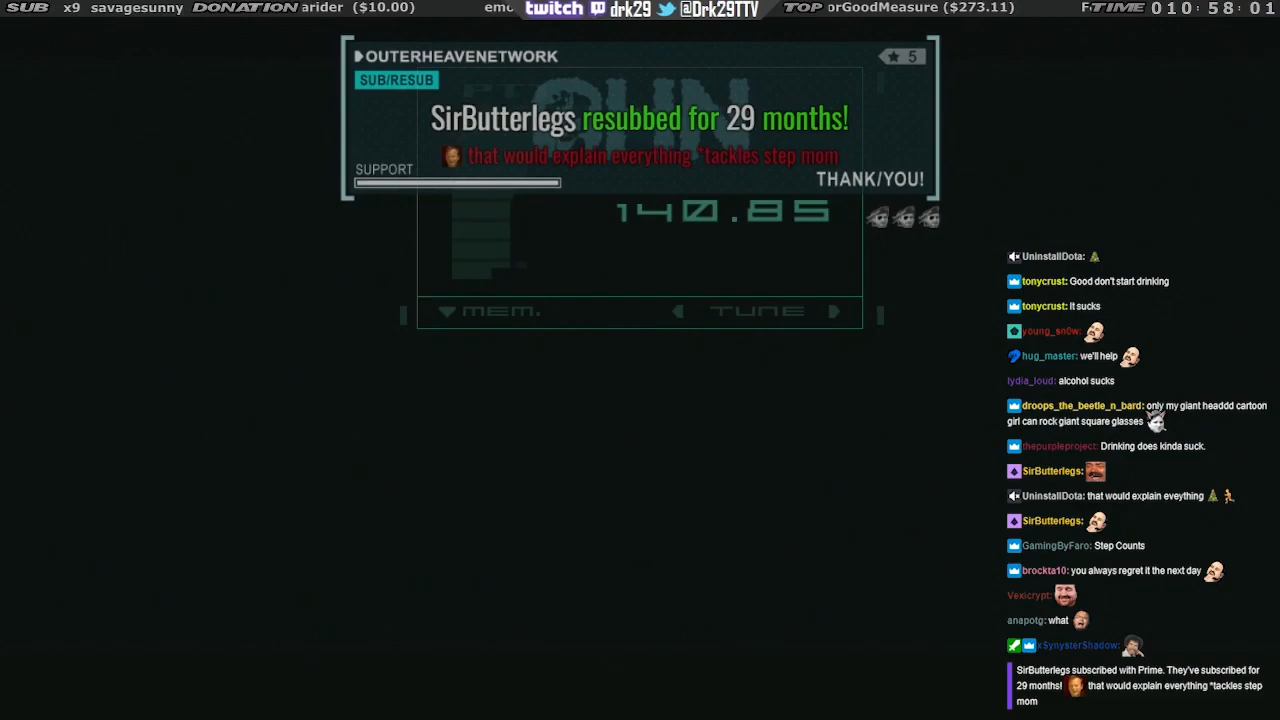 SUB x9 savagesunny DONATION arider ($10.00) emo twitch drk29 @Drk29TTV TOP orGoodMeasure ($273.11) F TIME 010:58:01
OUTERHEAVENETWORK
5
SUB/RESUB
SirButterlegs resubbed for 29 months!
that would explain everything *tackles step mom
SUPPORT
THANK/YOU!
140.85
MEM.
TUNE
UninstallDota:
tonycrust: Good don't start drinking
tonycrust: It sucks
young_sn0w:
hug_master: we'll help
lydia_loud: alcohol sucks
droops_the_beetle_n_bard: only my giant headdd cartoon
girl can rock giant square glasses
thepurpleproject: Drinking does kinda suck.
SirButterlegs:
UninstallDota: that would explain eveything
SirButterlegs:
GamingByFaro: Step Counts
brockta10: you always regret it the next day
Vexicrypt:
anapotg: what
xSynysterShadow:
SirButterlegs subscribed with Prime. They've subscribed for
29 months! that would explain everything *tackles step
mom